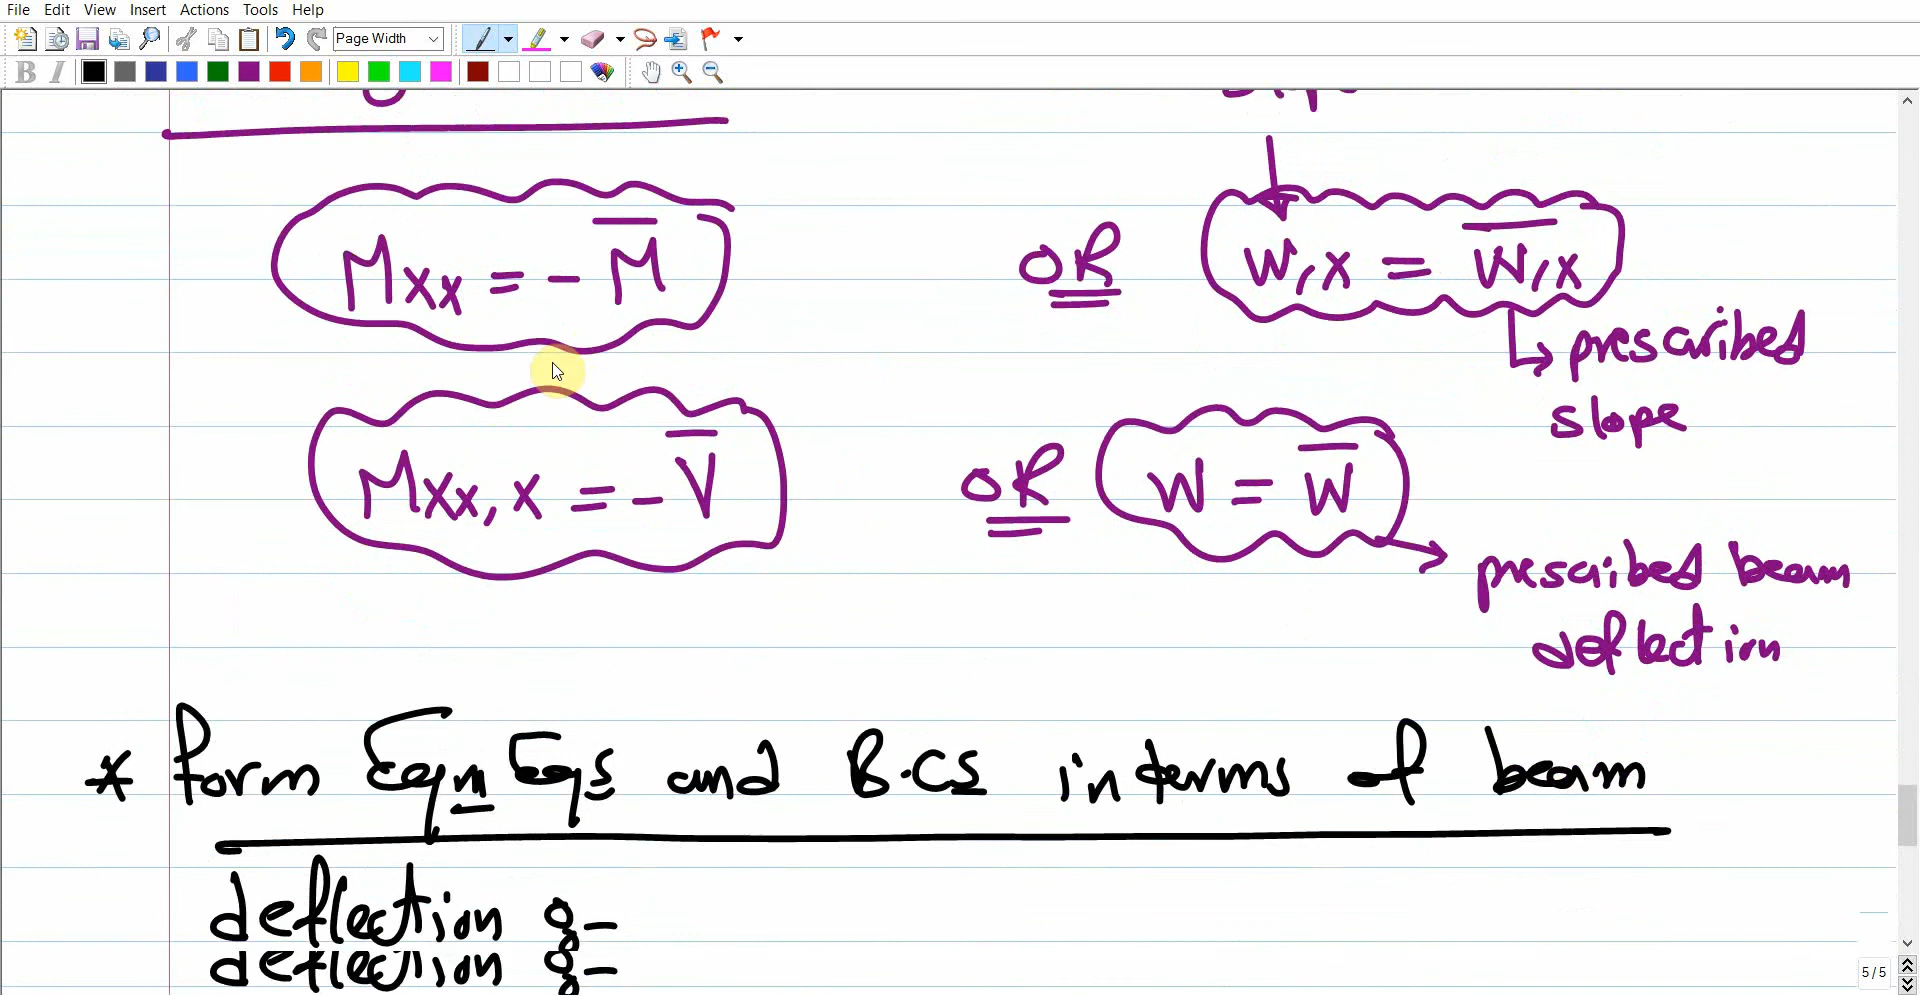 File Edit View Insert Actions Tools Help
Page Width
B I
Mxx = - M̅
OR
w,x = w̅,x̅
prescribed
slope
Mxx,x = - V̅
OR
w = w̅
prescribed beam
deflection
* Form Eqm Eqs and B.Cs in terms of beam
deflection :-
deflection :-
5 / 5